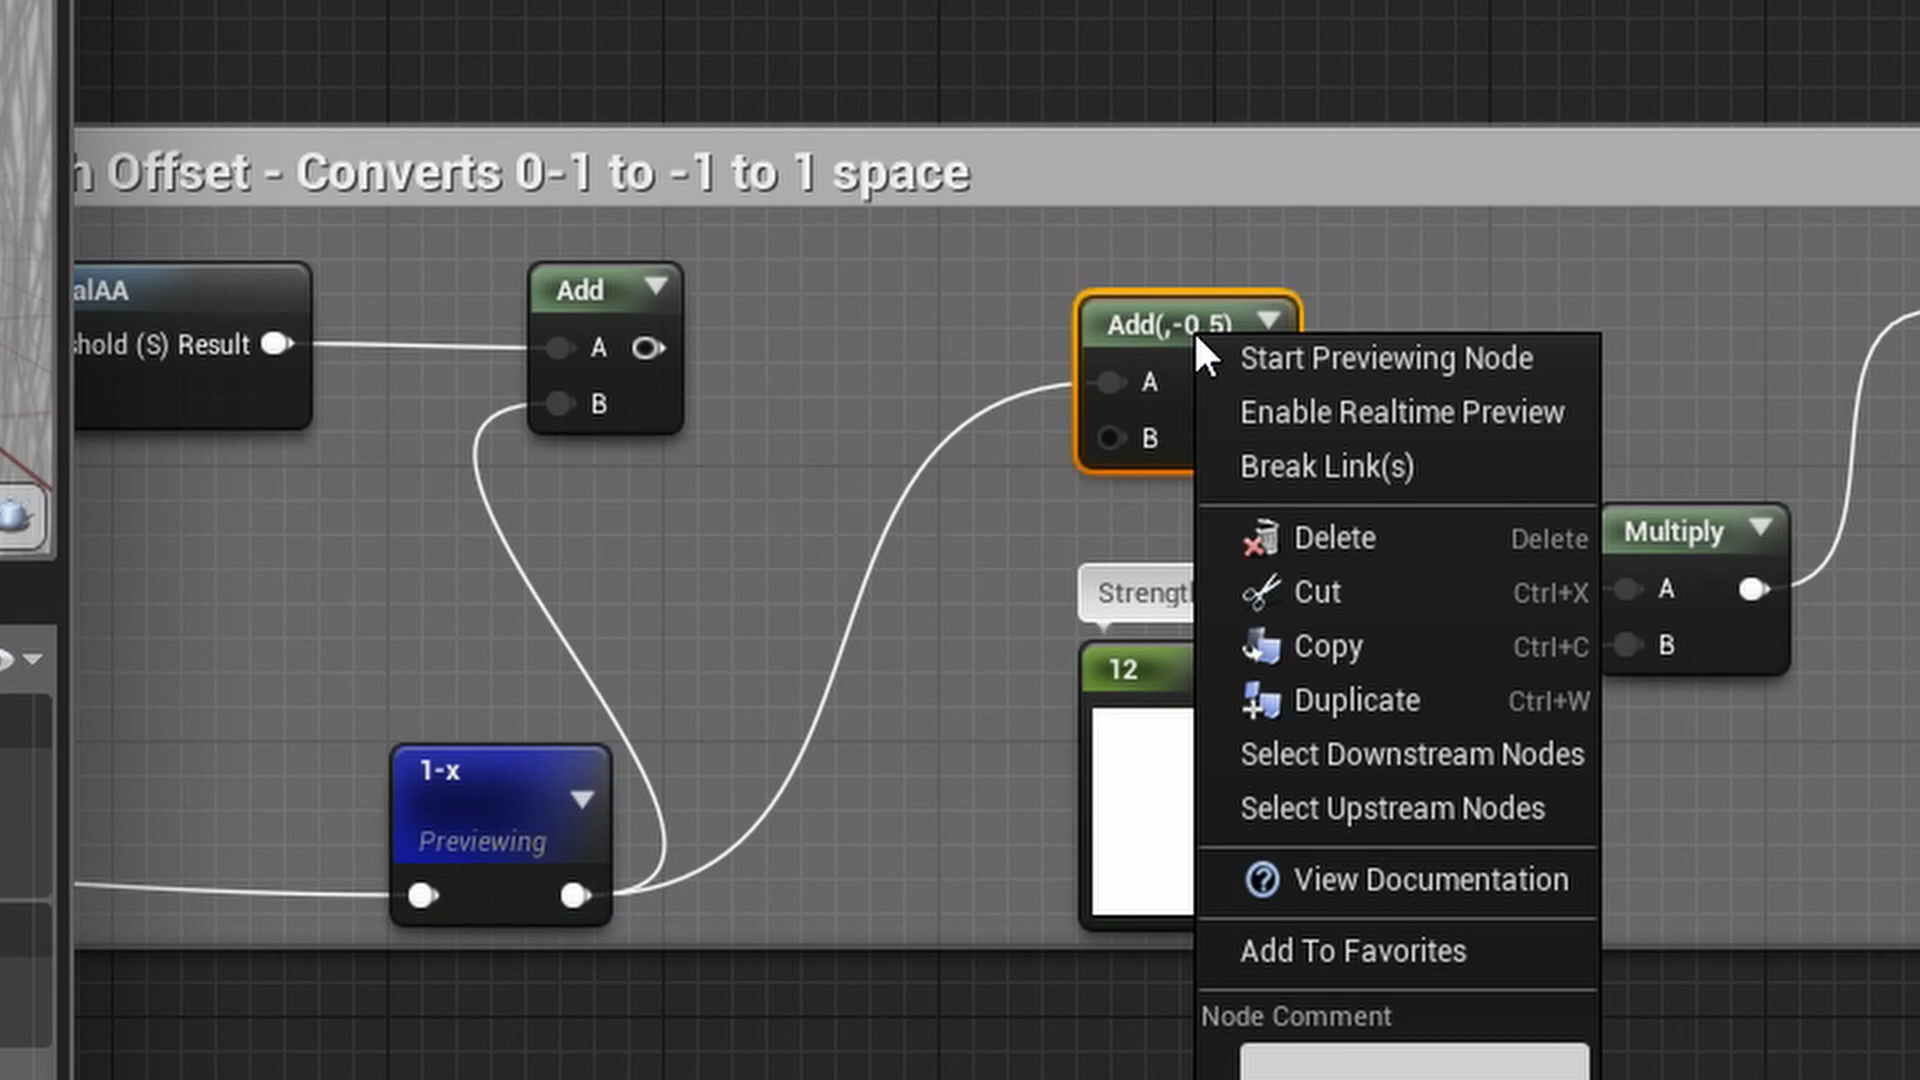 h Offset - Converts 0-1 to -1 to 1 space
alAA
shold (S) Result
Add
A
B
Add(,-0.5)
A
B
Start Previewing Node
Enable Realtime Preview
Break Link(s)
Delete Delete
Cut Ctrl+X
Copy Ctrl+C
Duplicate Ctrl+W
Select Downstream Nodes
Select Upstream Nodes
View Documentation
Add To Favorites
Node Comment
Multiply
A
B
Strengt
12
1-x
Previewing